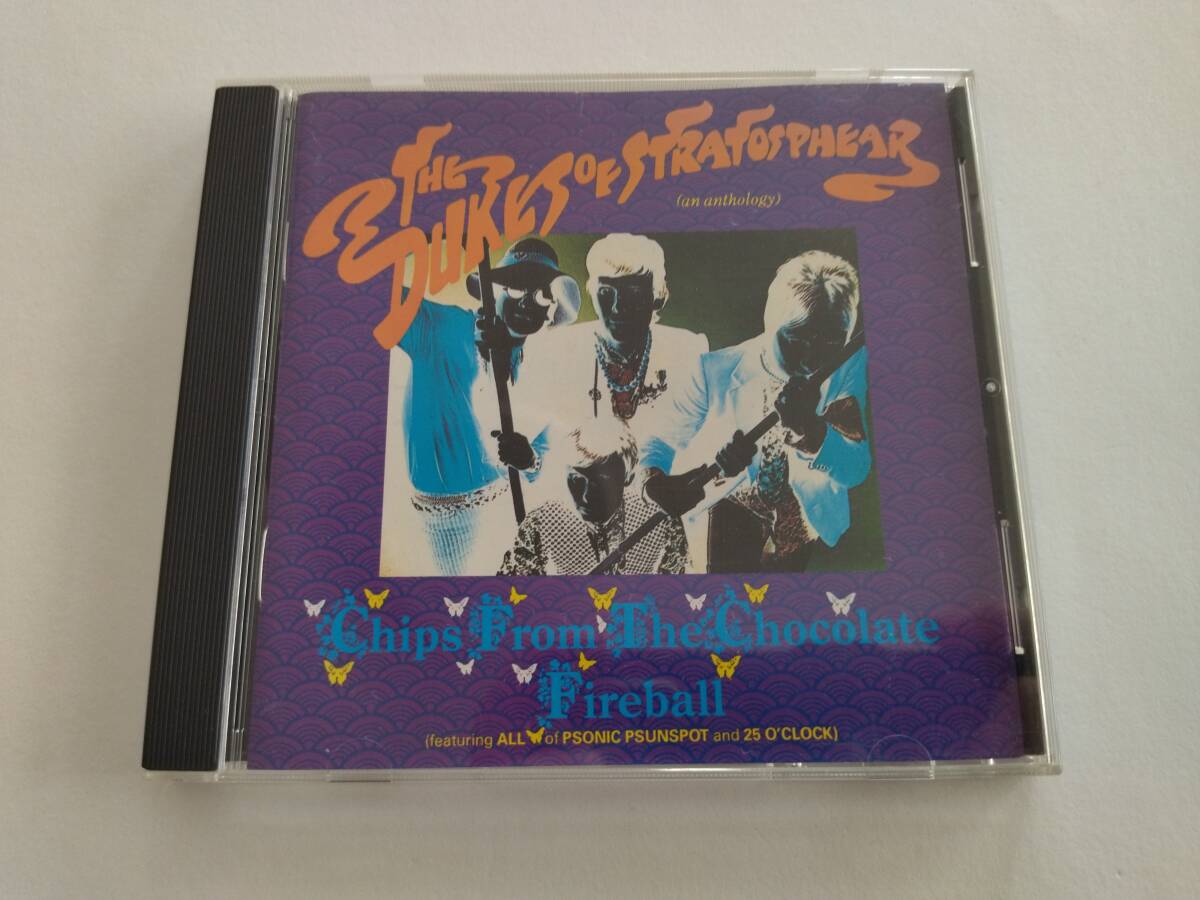 THE
DUKES OF STRATOSPHEAR
(an anthology)
Chips From The Chocolate
Fireball
(featuring ALL of PSONIC PSUNSPOT and 25 O'CLOCK)